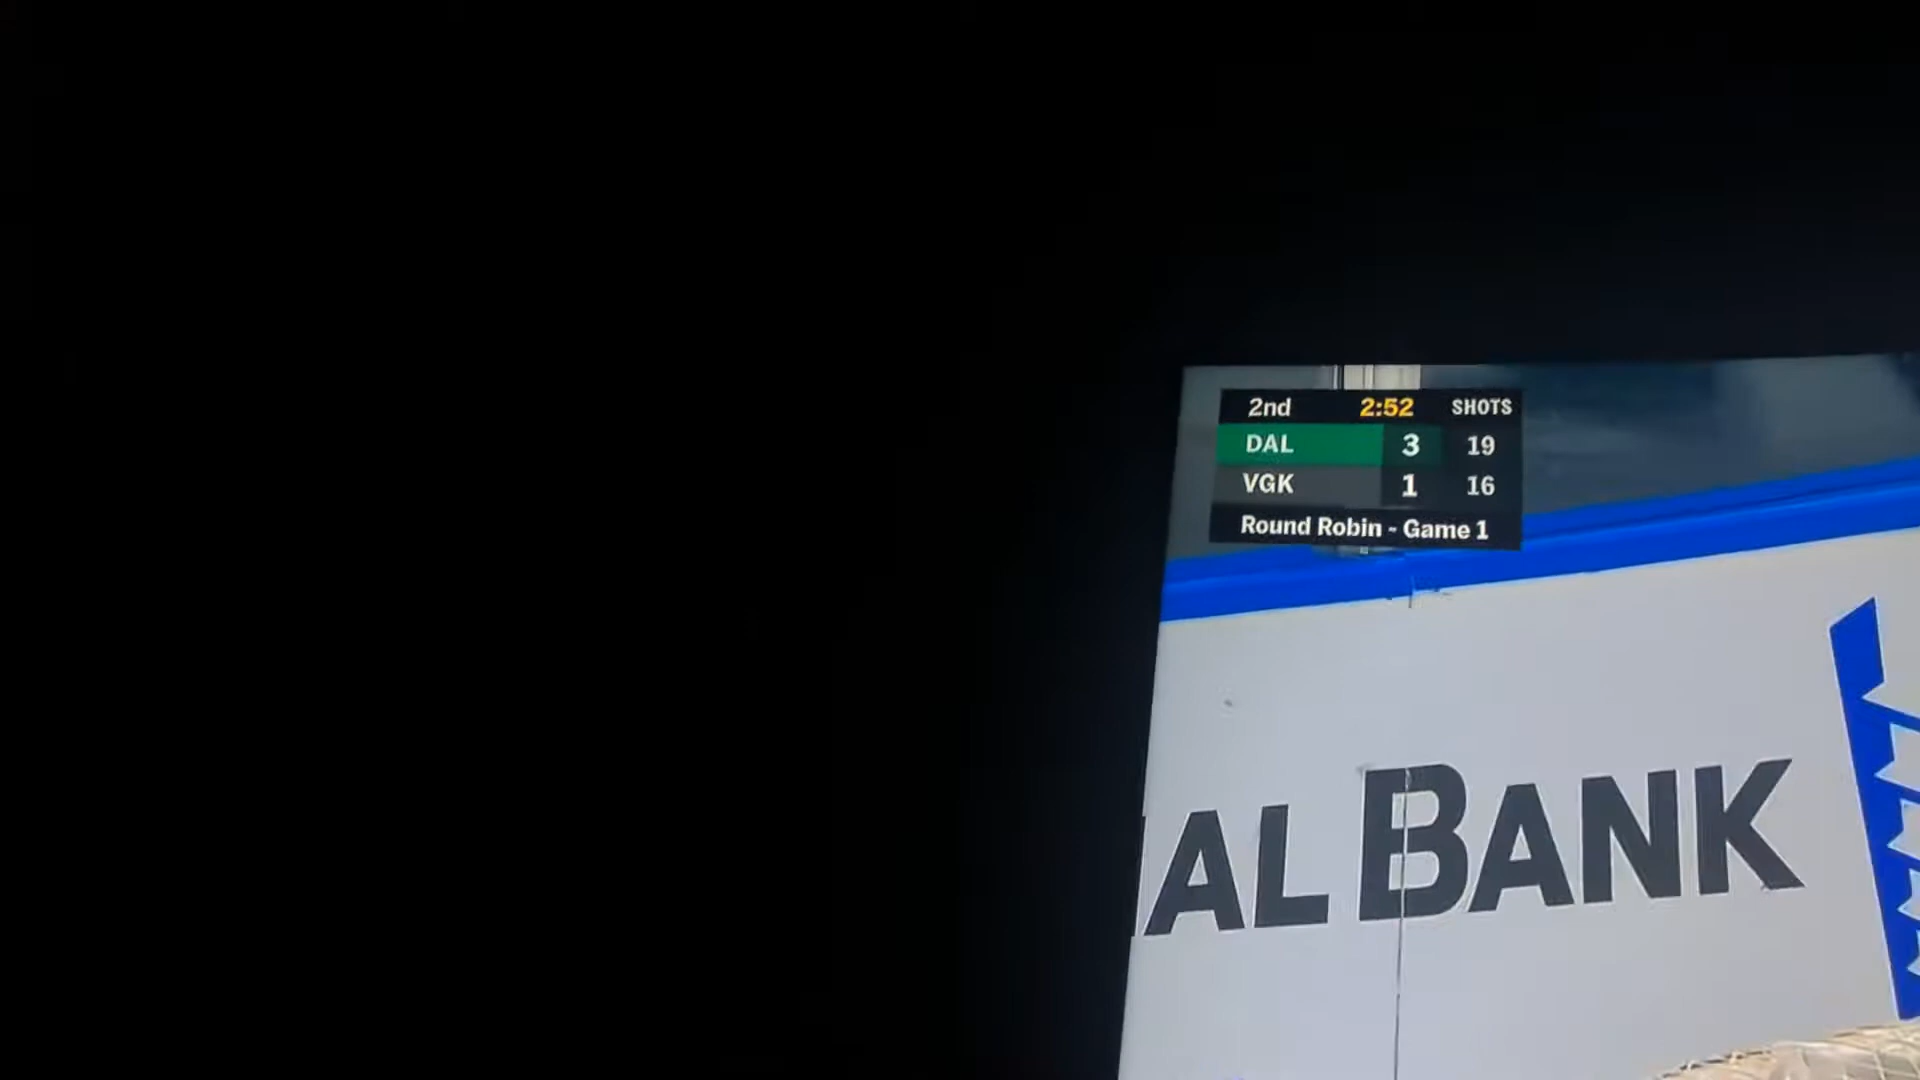 2nd 2:52 SHOTS
DAL 3 19
VGK 1 16
Round Robin - Game 1
AL BANK